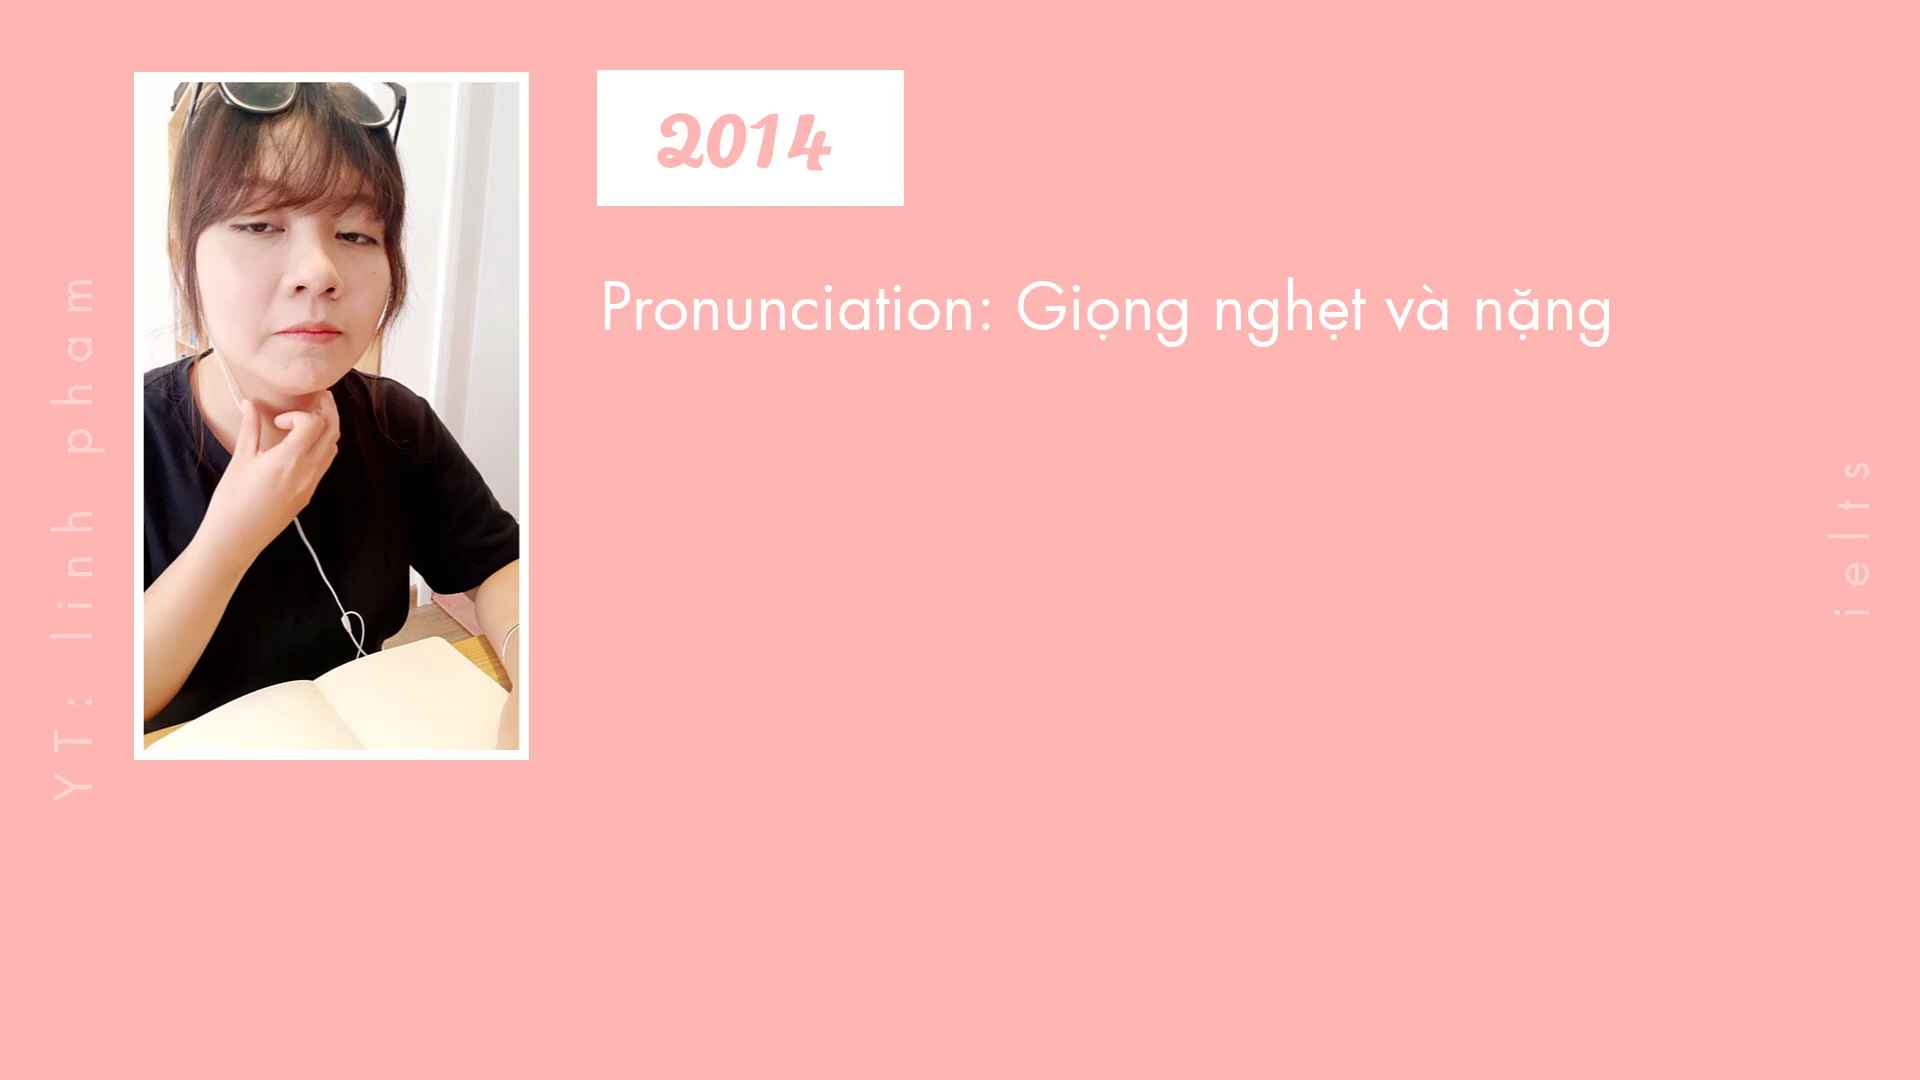 YT: linh pham
2014
Pronunciation: Giọng nghẹt và nặng
ielts